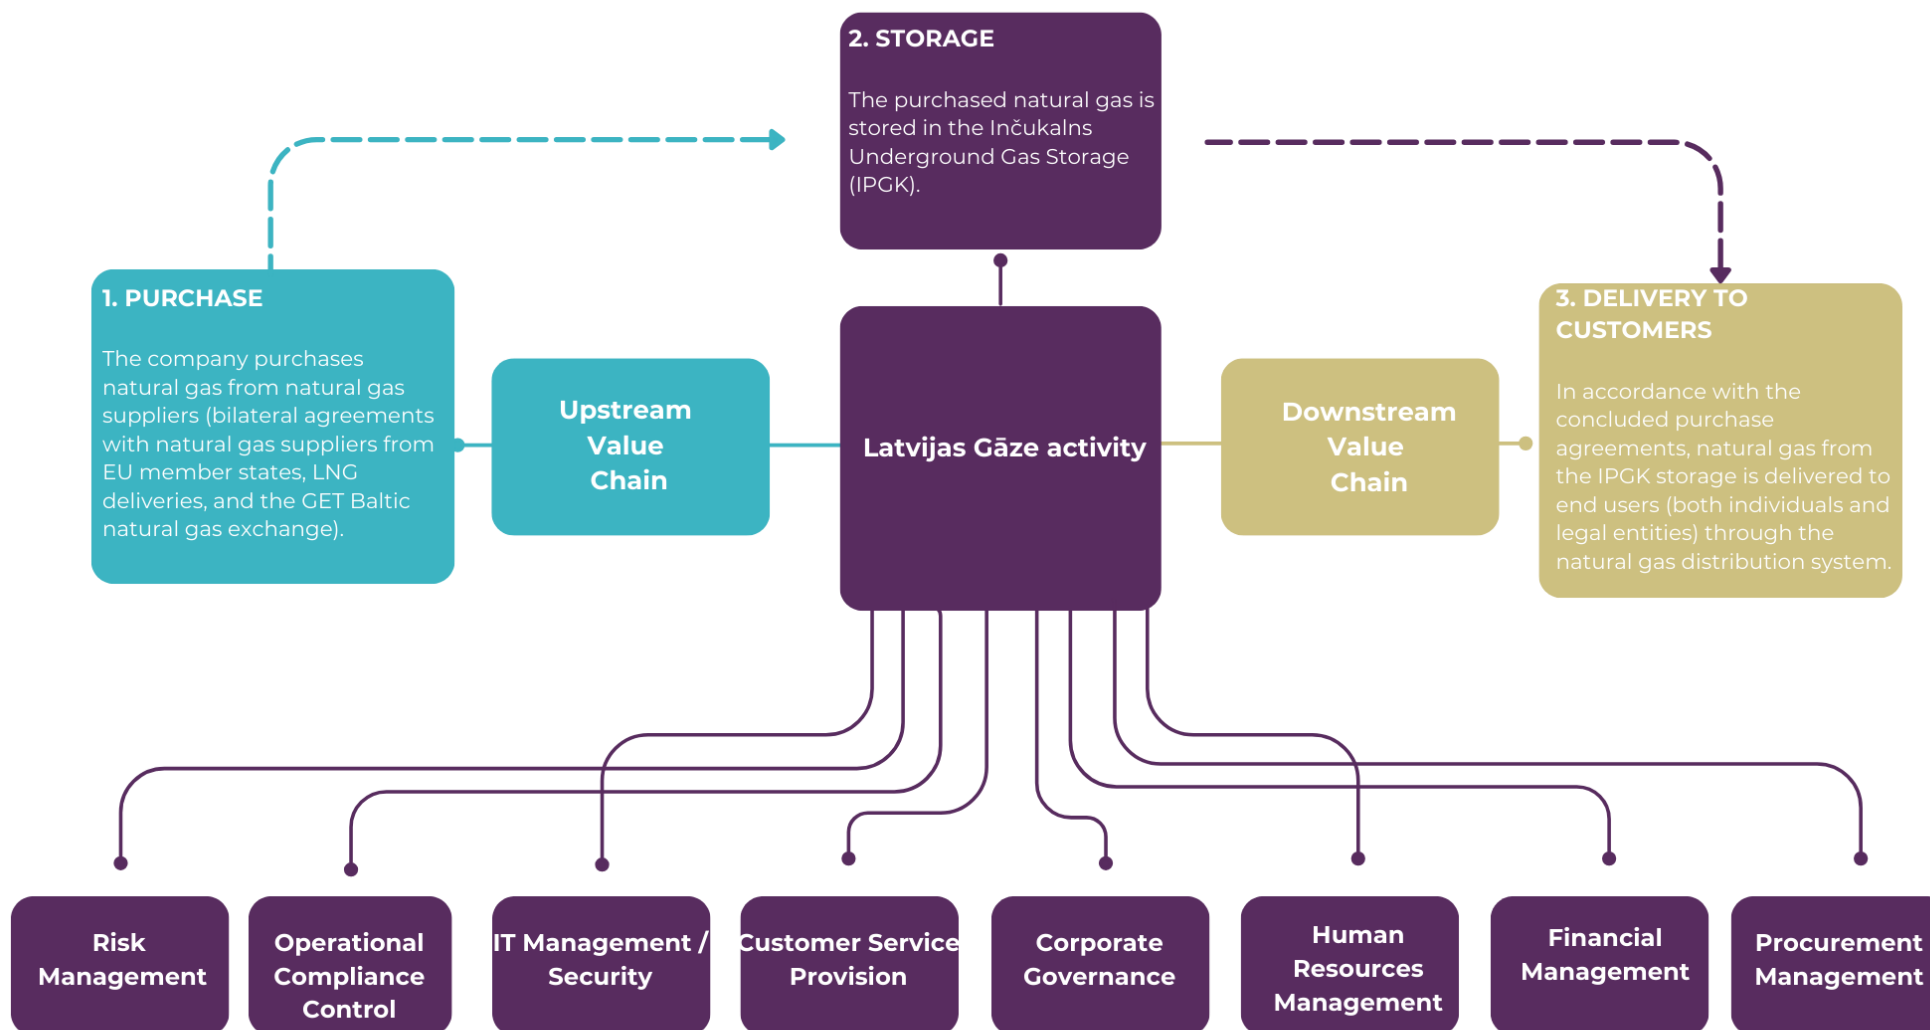 2. STORAGE
The purchased natural gas is
stored in the Inčukalns
Underground Gas Storage
(IPGK).
1. PURCHASE
The company purchases
natural gas from natural gas
suppliers (bilateral agreements
with natural gas suppliers from
EU member states, LNG
deliveries, and the GET Baltic
natural gas exchange).
Upstream
Value
Chain
Latvijas Gāze activity
Downstream
Value
Chain
3. DELIVERY TO
CUSTOMERS
In accordance with the
concluded purchase
agreements, natural gas from
the IPGK storage is delivered to
end users (both individuals and
legal entities) through the
natural gas distribution system.
Risk
Management
Operational
Compliance
Control
IT Management /
Security
Customer Service
Provision
Corporate
Governance
Human
Resources
Management
Financial
Management
Procurement
Management